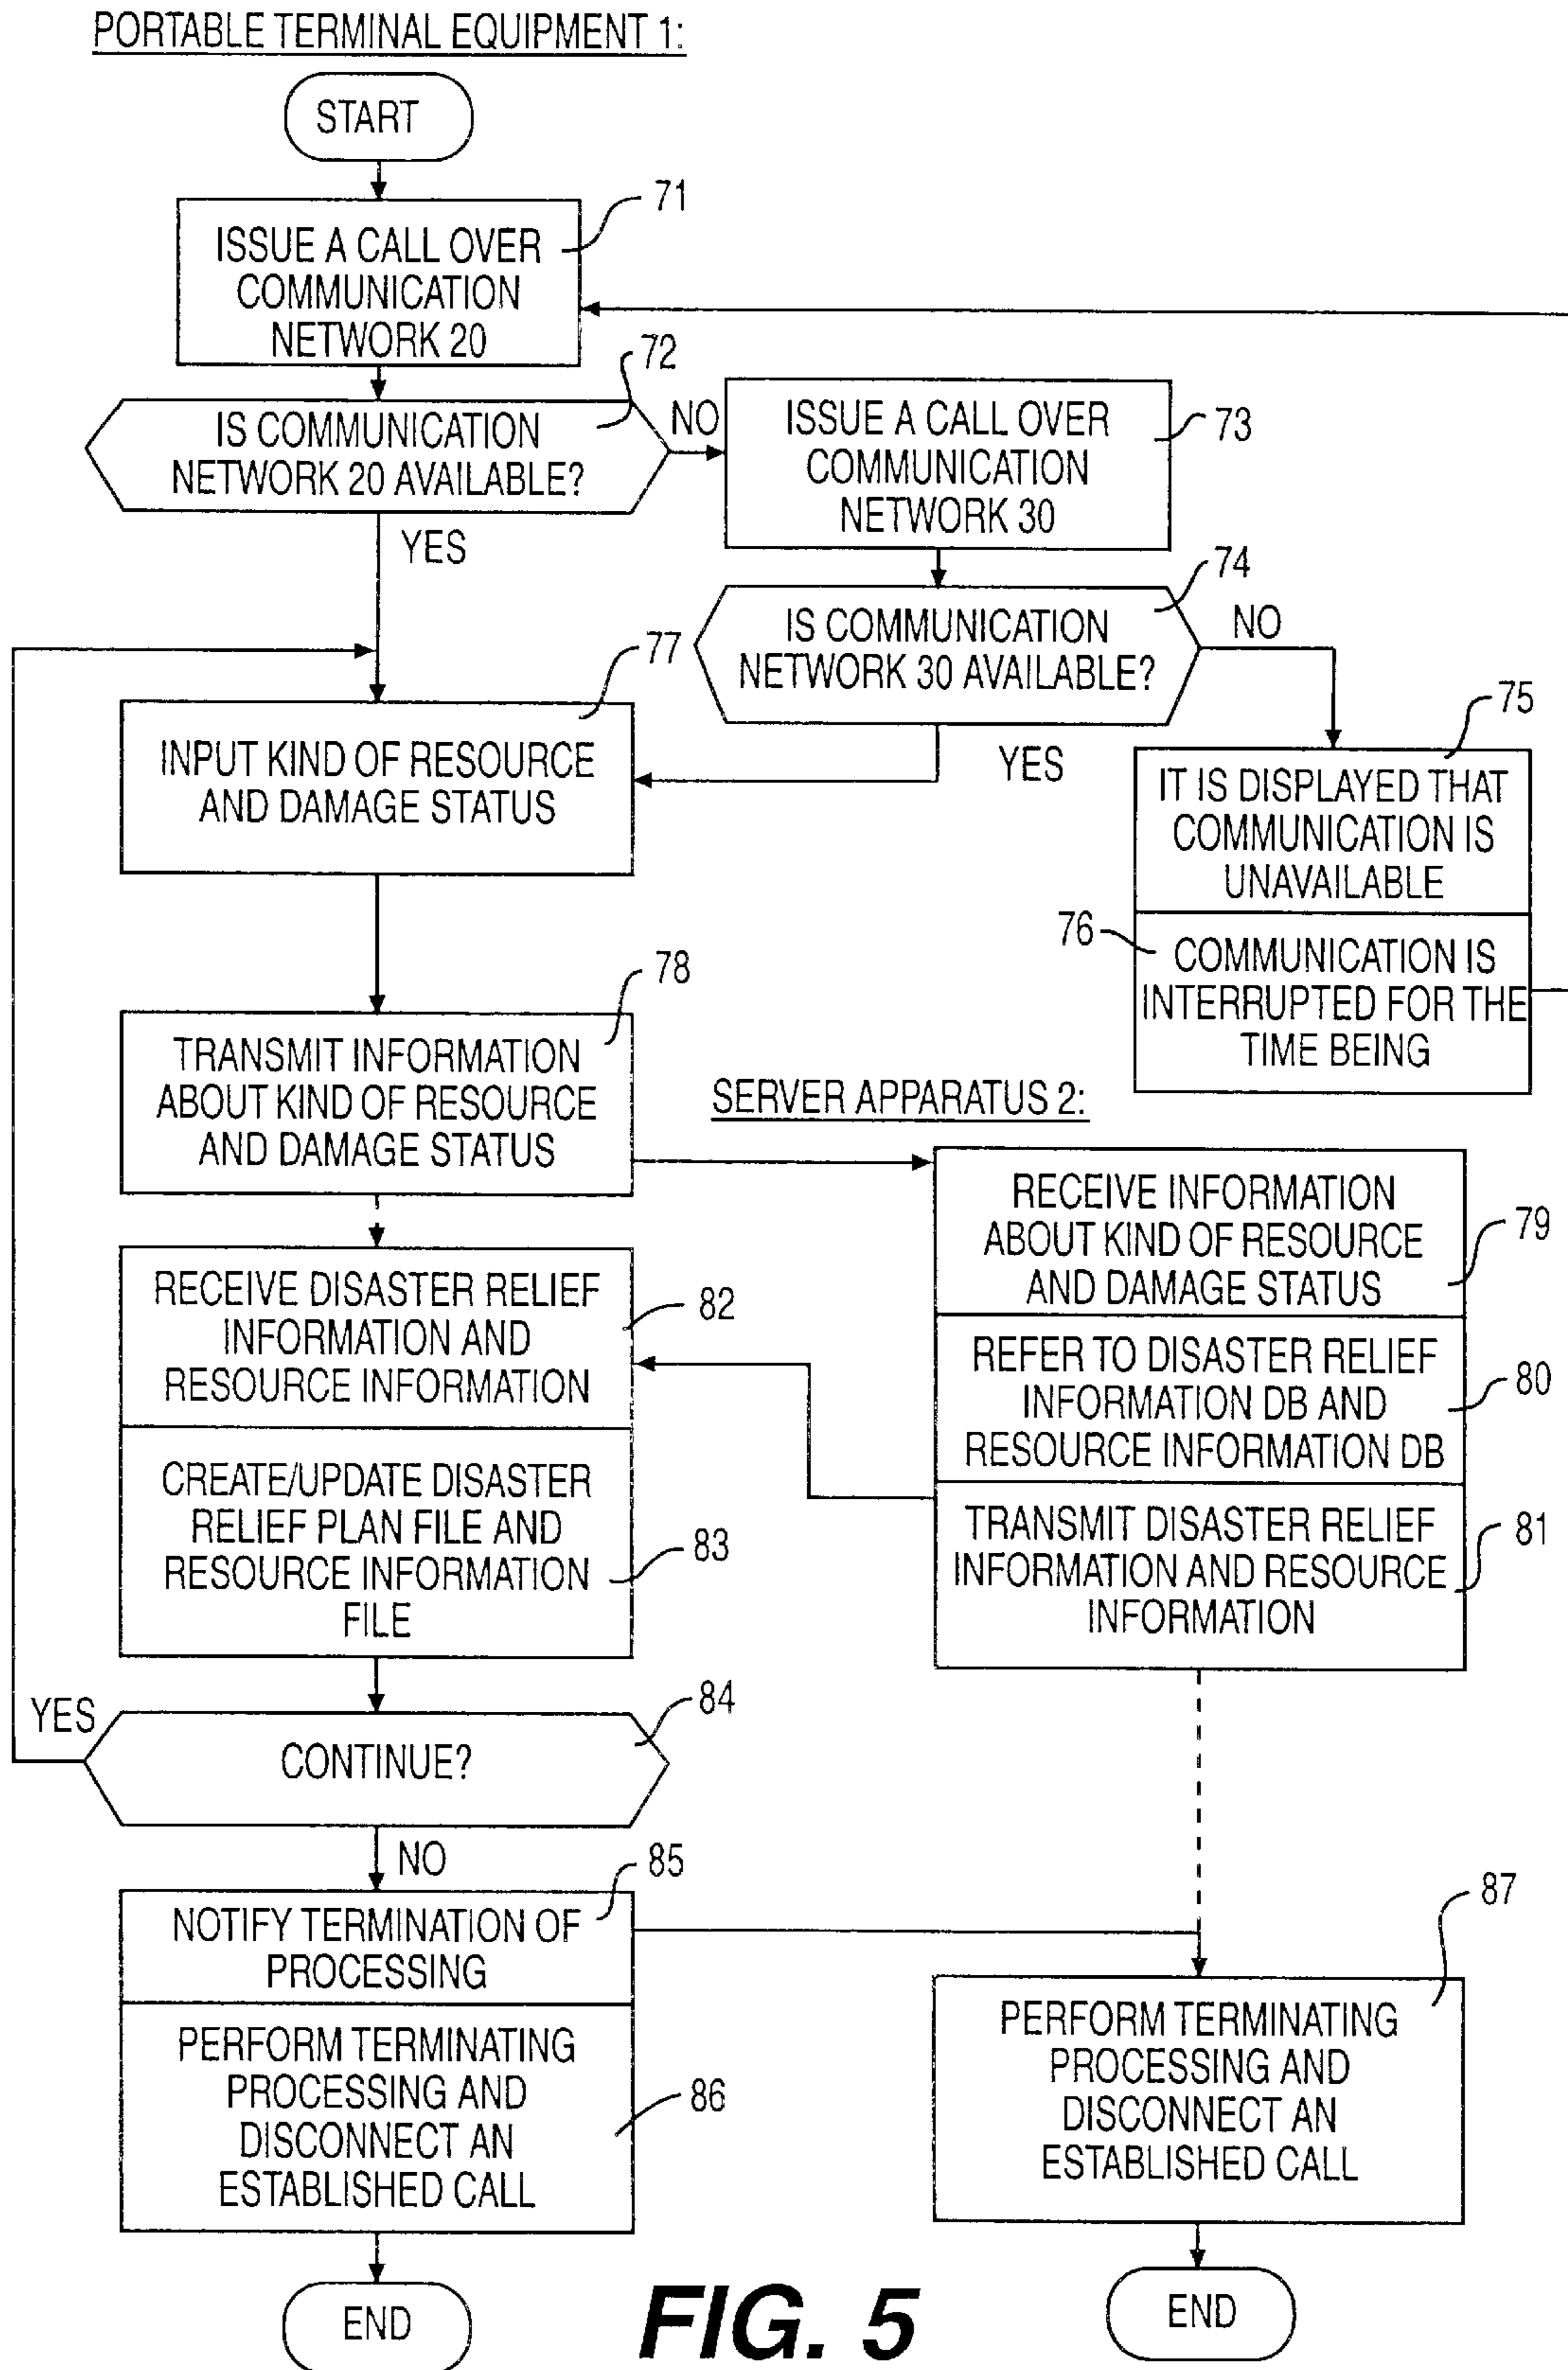 PORTABLE TERMINAL EQUIPMENT 1:
START
71
ISSUE A CALL OVER
COMMUNICATION
NETWORK 20
72
IS COMMUNICATION
NETWORK 20 AVAILABLE?
NO
YES
73
ISSUE A CALL OVER
COMMUNICATION
NETWORK 30
74
IS COMMUNICATION
NETWORK 30 AVAILABLE?
NO
YES
75
IT IS DISPLAYED THAT
COMMUNICATION IS
UNAVAILABLE
76
COMMUNICATION IS
INTERRUPTED FOR THE
TIME BEING
77
INPUT KIND OF RESOURCE
AND DAMAGE STATUS
78
TRANSMIT INFORMATION
ABOUT KIND OF RESOURCE
AND DAMAGE STATUS
SERVER APPARATUS 2:
RECEIVE INFORMATION
ABOUT KIND OF RESOURCE
AND DAMAGE STATUS
79
REFER TO DISASTER RELIEF
INFORMATION DB AND
RESOURCE INFORMATION DB
80
TRANSMIT DISASTER RELIEF
INFORMATION AND RESOURCE
INFORMATION
81
RECEIVE DISASTER RELIEF
INFORMATION AND
RESOURCE INFORMATION
82
CREATE/UPDATE DISASTER
RELIEF PLAN FILE AND
RESOURCE INFORMATION
FILE
83
84
CONTINUE?
YES
NO
85
NOTIFY TERMINATION OF
PROCESSING
PERFORM TERMINATING
PROCESSING AND
DISCONNECT AN
ESTABLISHED CALL
86
END
87
PERFORM TERMINATING
PROCESSING AND
DISCONNECT AN
ESTABLISHED CALL
END
FIG. 5